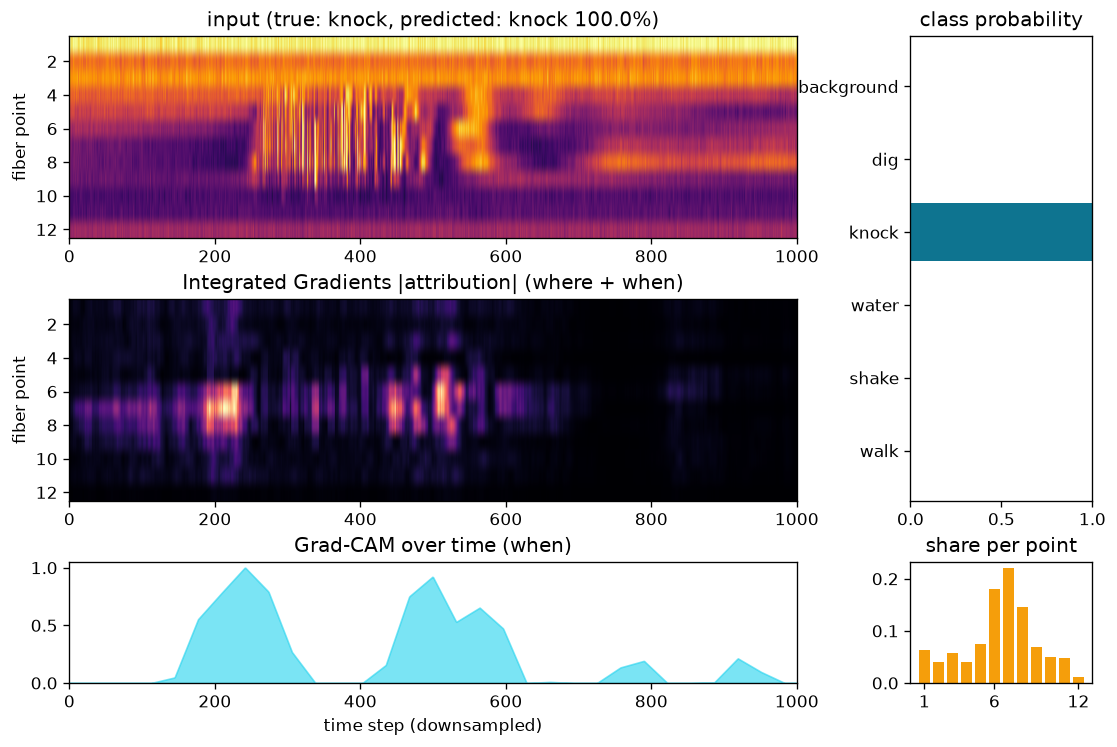 input (true: knock, predicted: knock 100.0%)
fiber point
2
4
6
8
10
12
0 200 400 600 800 1000
class probability
background
dig
knock
water
shake
walk
0.0 0.5 1.0
Integrated Gradients |attribution| (where + when)
fiber point
2
4
6
8
10
12
0 200 400 600 800 1000
Grad-CAM over time (when)
1.0
0.5
0.0
0 200 400 600 800 1000
time step (downsampled)
share per point
0.2
0.1
0.0
1 6 12